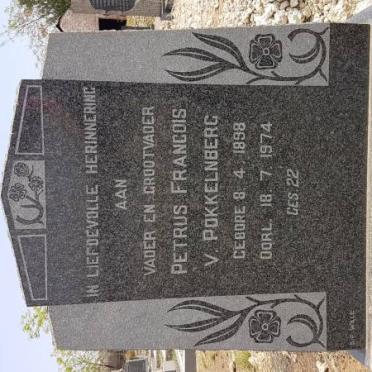 IN LIEFDEVOLLE HERINNERING
AAN
VADER EN GROOTVADER
PETRUS FRANCOIS
V. POKKELNBERG
GEBORE 8. 4. 1898
OORL. 18. 7. 1974
GES 22